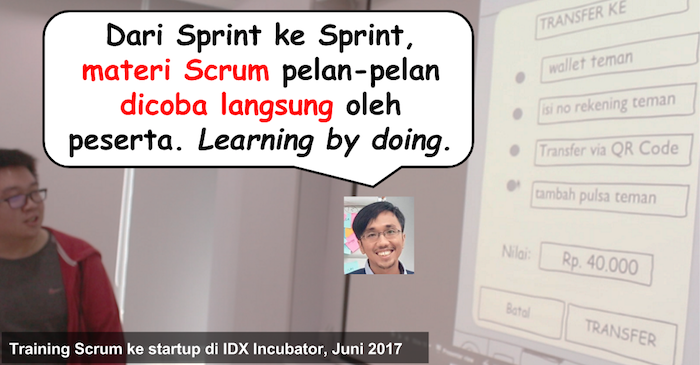 Dari Sprint ke Sprint,
materi Scrum pelan-pelan
dicoba langsung oleh
peserta. Learning by doing.
TRANSFER KE
wallet teman
isi no rekening teman
Transfer via QR Code
tambah pulsa teman
Nilai:
Rp. 40.000
Batal
TRANSFER
Training Scrum ke startup di IDX Incubator, Juni 2017